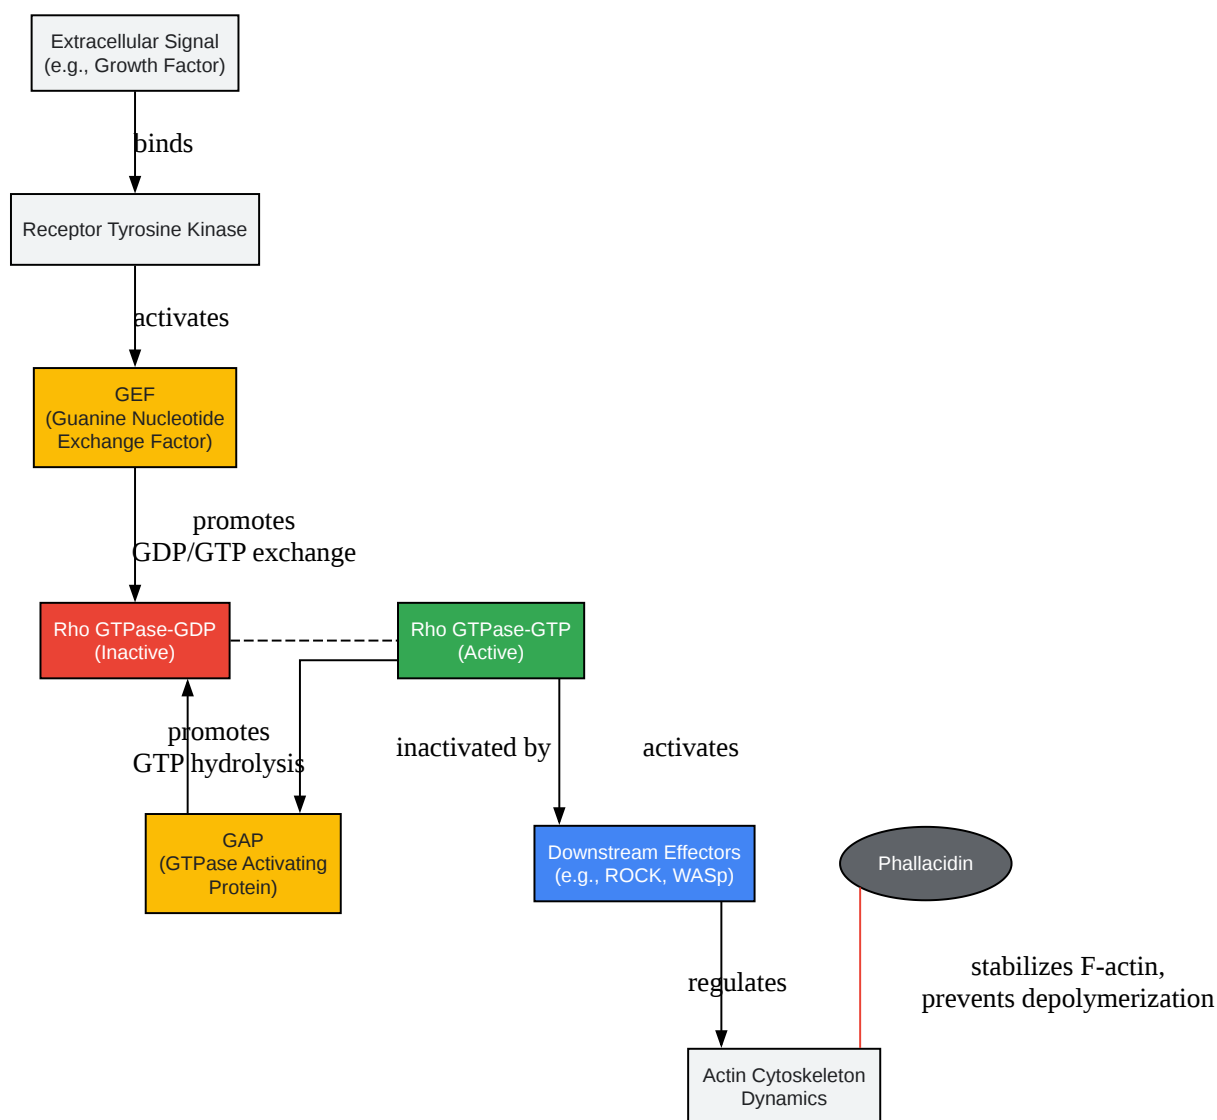 Extracellular Signal
(e.g., Growth Factor)
binds
Receptor Tyrosine Kinase
activates
GEF
(Guanine Nucleotide
Exchange Factor)
promotes
GDP/GTP exchange
Rho GTPase-GDP
(Inactive)
Rho GTPase-GTP
(Active)
promotes
GTP hydrolysis
inactivated by
activates
GAP
(GTPase Activating
Protein)
Downstream Effectors
(e.g., ROCK, WASp)
Phallacidin
regulates
stabilizes F-actin,
prevents depolymerization
Actin Cytoskeleton
Dynamics